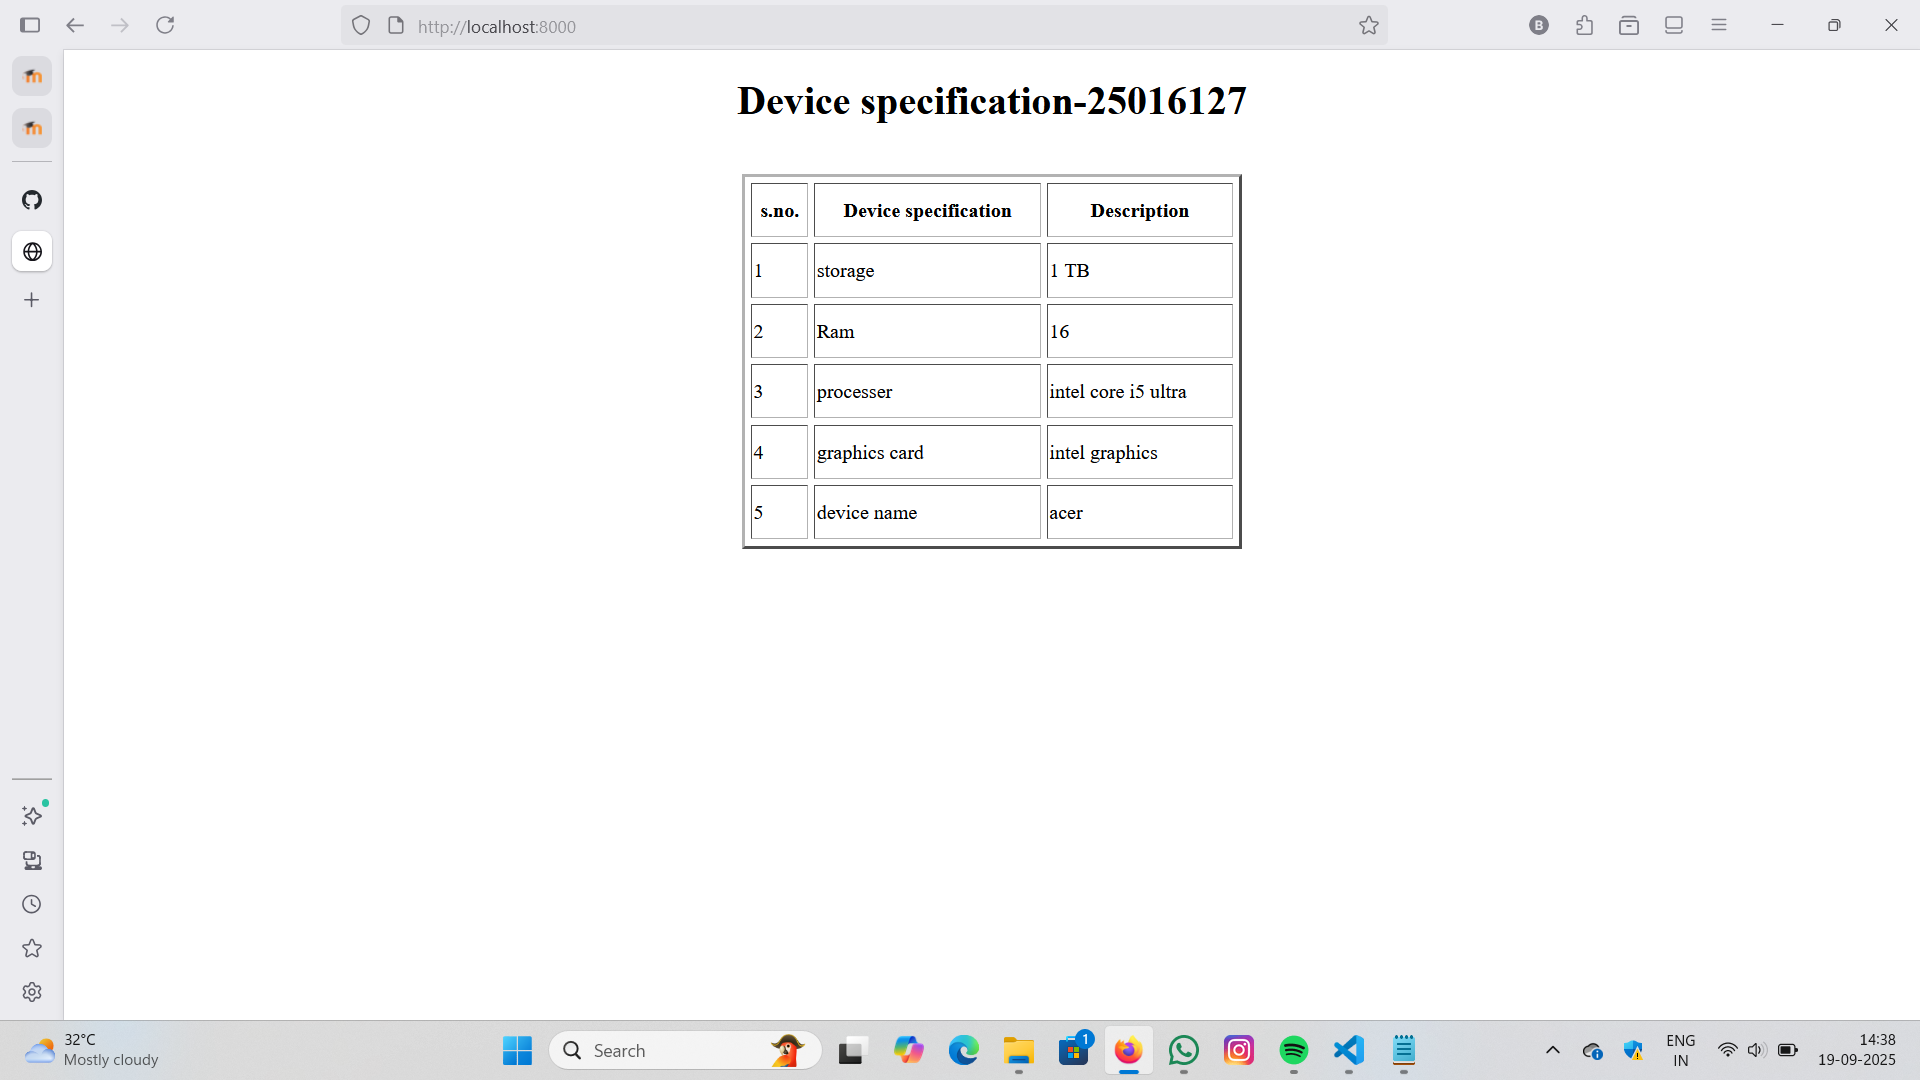 http://localhost:8000
B
Device specification-25016127
s.no. Device specification Description
1 storage 1 TB
2 Ram 16
3 processer intel core i5 ultra
4 graphics card intel graphics
5 device name acer
32°C
Mostly cloudy
Search
1
ENG
IN
14:38
19-09-2025